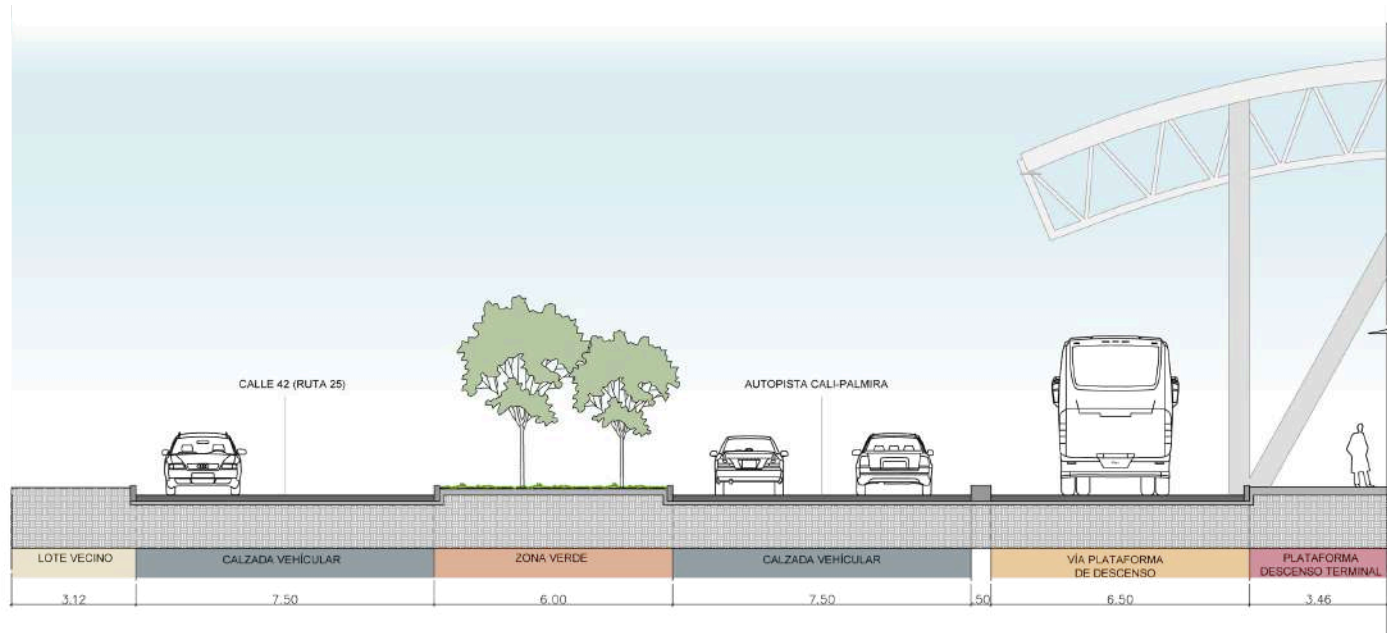 CALLE 42 (RUTA 25)
AUTOPISTA CALI-PALMIRA
LOTE VECINO
CALZADA VEHÍCULAR
ZONA VERDE
CALZADA VEHÍCULAR
VÍA PLATAFORMA
DE DESCENSO
PLATAFORMA
DESCENSO TERMINAL
3.12
7.50
6.00
7.50
.50
6.50
3.46